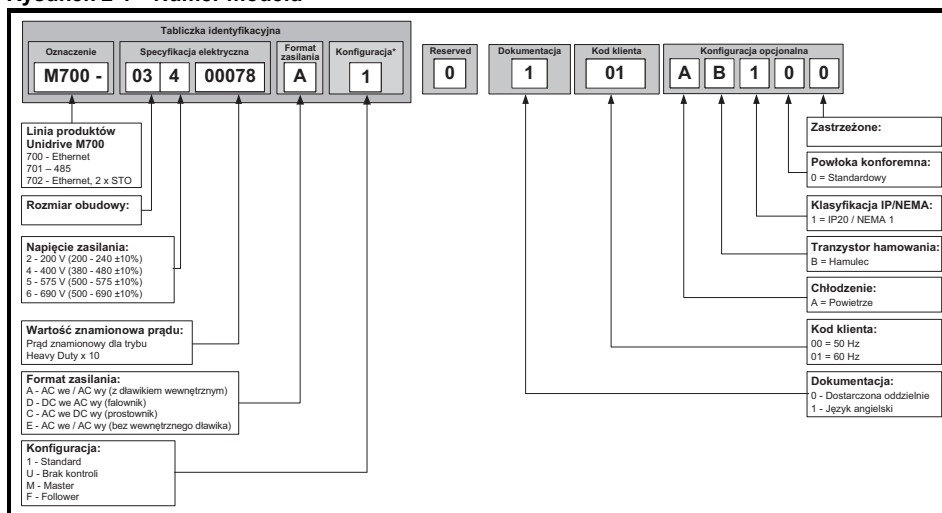 Tabliczka identyfikacyjna
Oznaczenie
Specyfikacja elektryczna
Format zasilania
Konfiguracja*
Reserved
Dokumentacja
Kod klienta
Konfiguracja opcjonalna
M700 -
03 4 00078
A
1
0
1
01
A B 1 0 0
Linia produktów
Unidrive M700
700 - Ethernet
701 – 485
702 - Ethernet, 2 x STO
Rozmiar obudowy:
Napięcie zasilania:
2 - 200 V (200 - 240 ±10%)
4 - 400 V (380 - 480 ±10%)
5 - 575 V (500 - 575 ±10%)
6 - 690 V (500 - 690 ±10%)
Wartość znamionowa prądu:
Prąd znamionowy dla trybu
Heavy Duty x 10
Format zasilania:
A - AC we / AC wy (z dławikiem wewnętrznym)
D - DC we AC wy (falownik)
C - AC we DC wy (prostownik)
E - AC we / AC wy (bez wewnętrznego dławika)
Konfiguracja:
1 - Standard
U - Brak kontroli
M - Master
F - Follower
Zastrzeżone:
Powłoka konforemna:
0 = Standardowy
Klasyfikacja IP/NEMA:
1 = IP20 / NEMA 1
Tranzystor hamowania:
B = Hamulec
Chłodzenie:
A = Powietrze
Kod klienta:
00 = 50 Hz
01 = 60 Hz
Dokumentacja:
0 - Dostarczona oddzielnie
1 - Język angielski